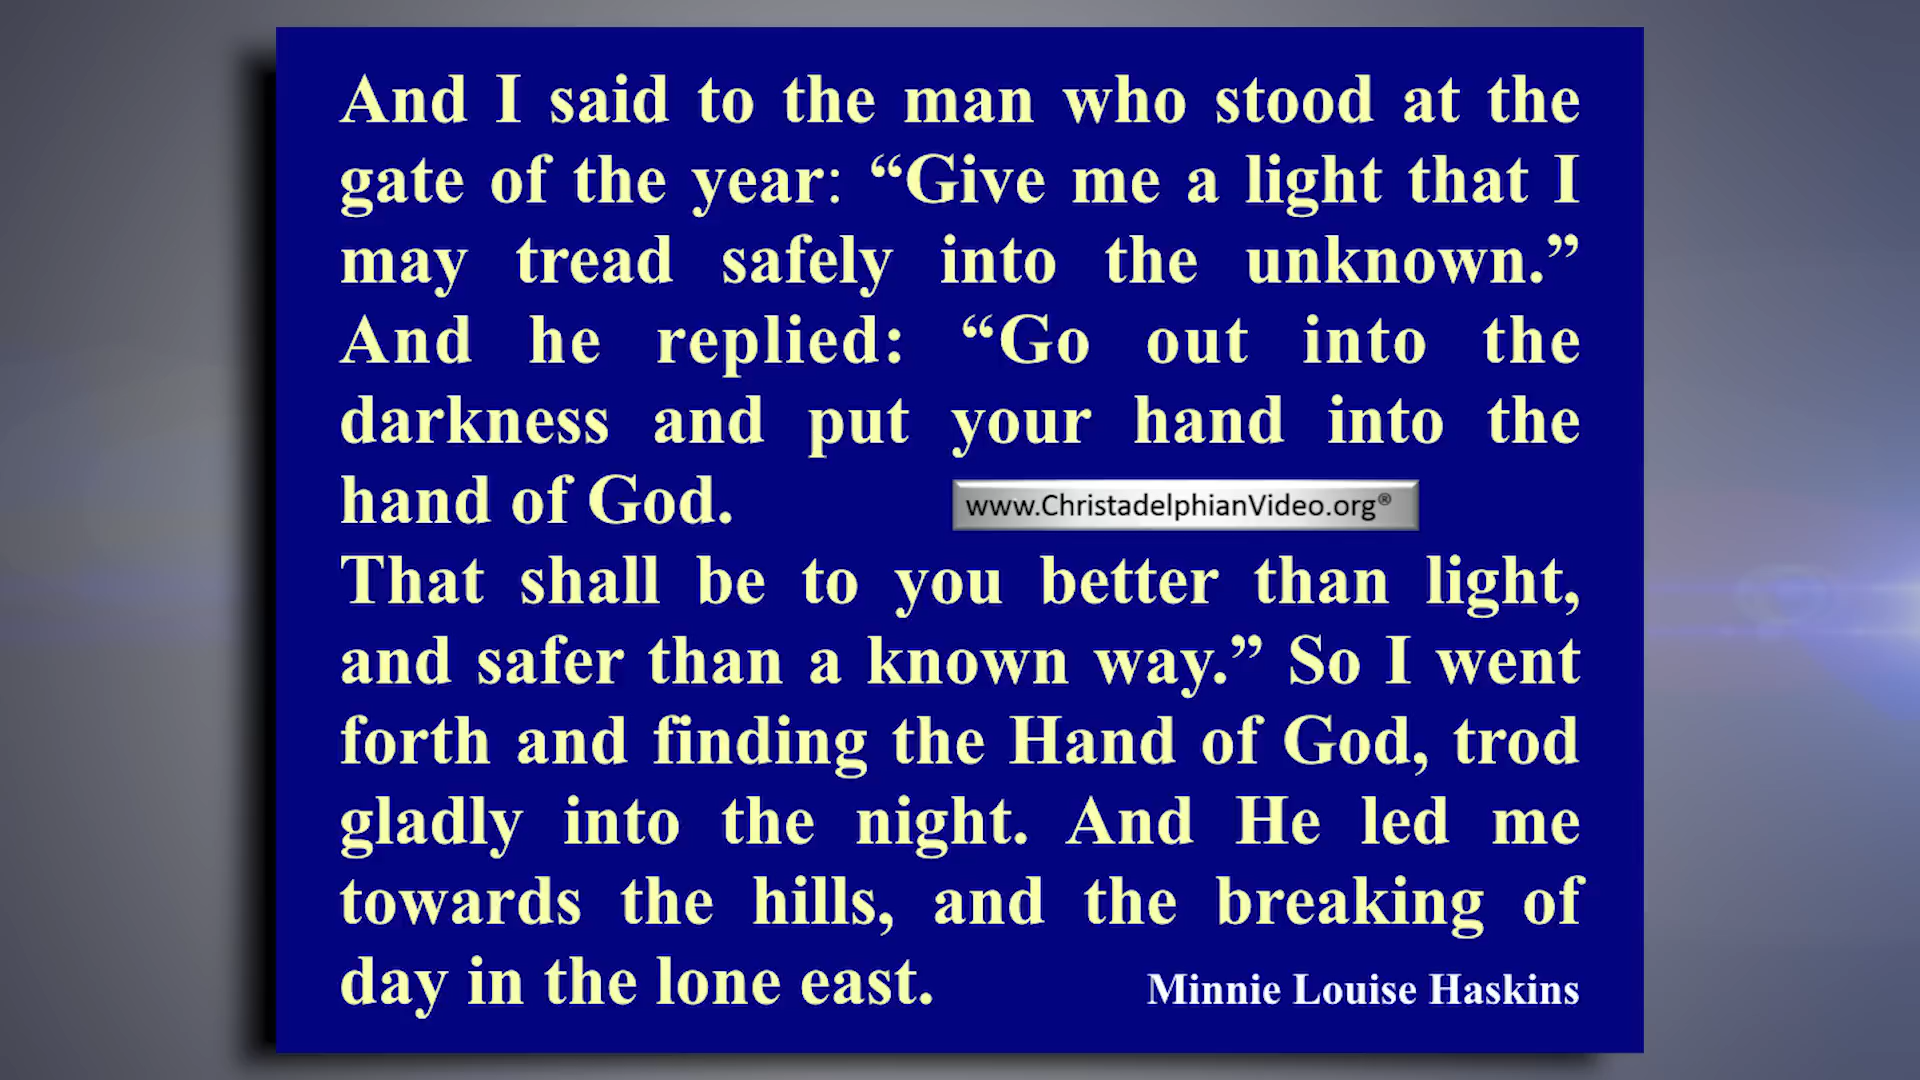 And I said to the man who stood at the
gate of the year: “Give me a light that I
may tread safely into the unknown.”
And he replied: “Go out into the
darkness and put your hand into the
hand of God.
www.ChristadelphianVideo.org®
That shall be to you better than light,
and safer than a known way.” So I went
forth and finding the Hand of God, trod
gladly into the night. And He led me
towards the hills, and the breaking of
day in the lone east.
Minnie Louise Haskins